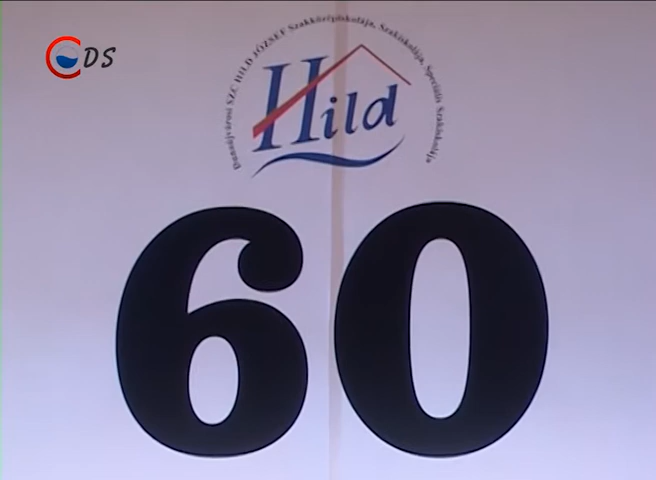 DS
Dunaújvárosi SZC HILD JÓZSEF Szakközépiskolája, Szakiskolája, Speciális Szakiskolája
Hild
60